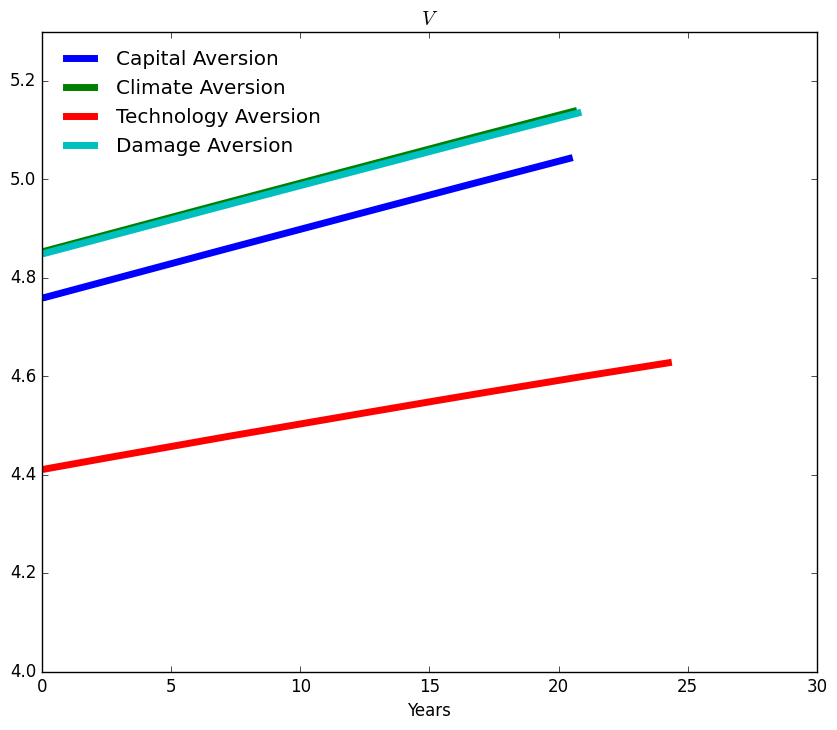 V
Capital Aversion
Climate Aversion
Technology Aversion
Damage Aversion
5.2
5.0
4.8
4.6
4.4
4.2
4.0
0 5 10 15 20 25 30
Years